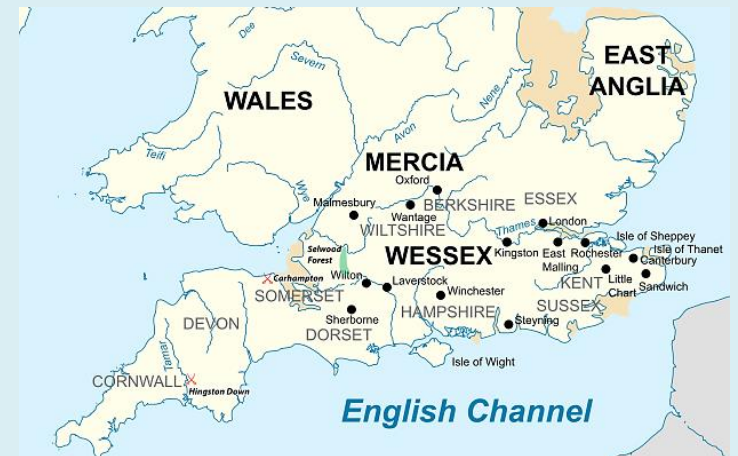 EAST
ANGLIA
Dee
Severn
WALES
Nene
Avon
Teifi
Wye
MERCIA
Oxford
Malmesbury
Wantage
BERKSHIRE
ESSEX
WILTSHIRE
Thames
London
Isle of Sheppey
Selwood
Forest
WESSEX
Kingston
East
Malling
Rochester
Isle of Thanet
Canterbury
Carhampton
Wilton
Laverstock
KENT
Little
Chart
Sandwich
SOMERSET
Winchester
Sherborne
HAMPSHIRE
SUSSEX
Steyning
DEVON
DORSET
Tamar
Isle of Wight
CORNWALL
Hingston Down
English Channel